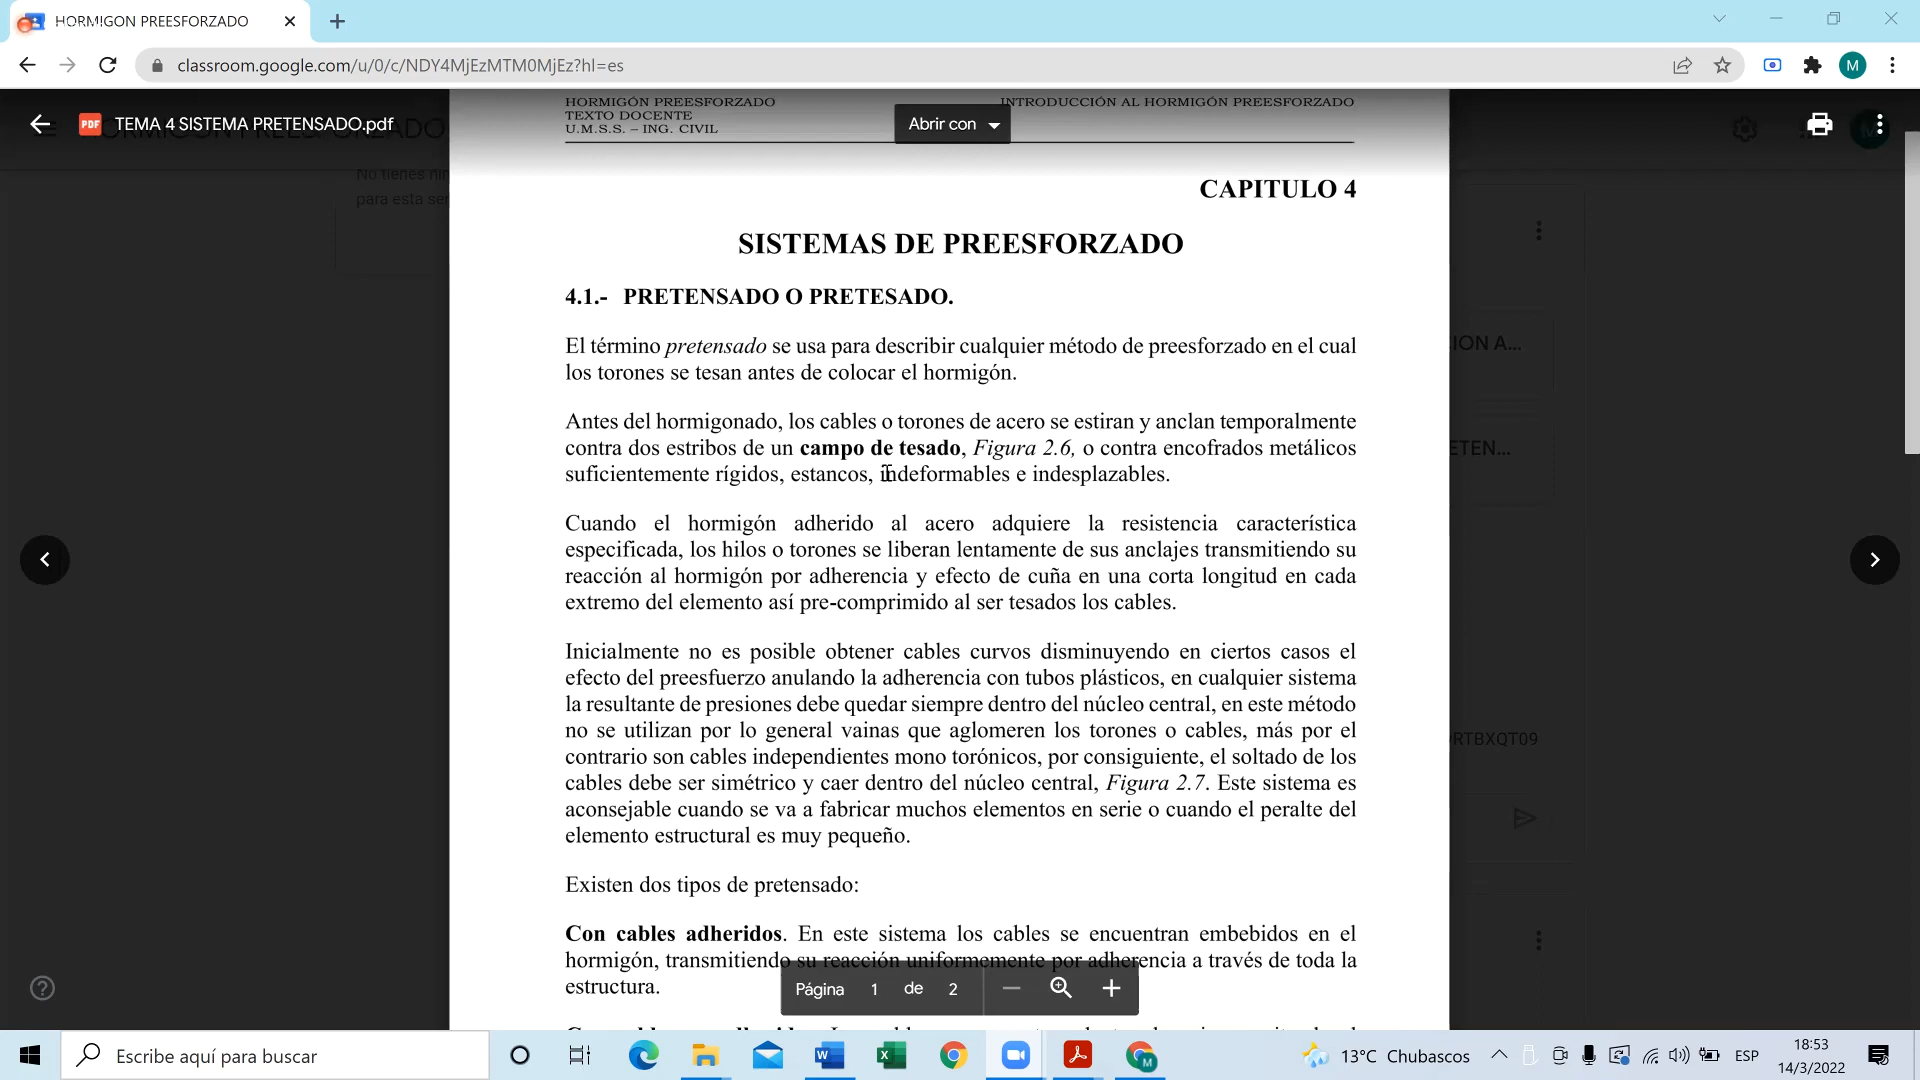 HORMIGON PREESFORZADO
classroom.google.com/u/0/c/NDY4MjEzMTM0MjEz?hl=es
M
PDF TEMA 4 SISTEMA PRETENSADO.pdf
Abrir con
No tienes
para esta
ION A...
ETEN...
RTBXQT09
HORMIGÓN PREESFORZADO INTRODUCCIÓN AL HORMIGÓN PREESFORZADO
TEXTO DOCENTE
U.M.S.S. – ING. CIVIL
CAPITULO 4
SISTEMAS DE PREESFORZADO
4.1.- PRETENSADO O PRETESADO.
El término pretensado se usa para describir cualquier método de preesforzado en el cual
los torones se tesan antes de colocar el hormigón.
Antes del hormigonado, los cables o torones de acero se estiran y anclan temporalmente
contra dos estribos de un campo de tesado, Figura 2.6, o contra encofrados metálicos
suficientemente rígidos, estancos, indeformables e indesplazables.
Cuando el hormigón adherido al acero adquiere la resistencia característica
especificada, los hilos o torones se liberan lentamente de sus anclajes transmitiendo su
reacción al hormigón por adherencia y efecto de cuña en una corta longitud en cada
extremo del elemento así pre-comprimido al ser tesados los cables.
Inicialmente no es posible obtener cables curvos disminuyendo en ciertos casos el
efecto del preesfuerzo anulando la adherencia con tubos plásticos, en cualquier sistema
la resultante de presiones debe quedar siempre dentro del núcleo central, en este método
no se utilizan por lo general vainas que aglomeren los torones o cables, más por el
contrario son cables independientes mono torónicos, por consiguiente, el soltado de los
cables debe ser simétrico y caer dentro del núcleo central, Figura 2.7. Este sistema es
aconsejable cuando se va a fabricar muchos elementos en serie o cuando el peralte del
elemento estructural es muy pequeño.
Existen dos tipos de pretensado:
Con cables adheridos. En este sistema los cables se encuentran embebidos en el
hormigón, transmitiendo su reacción uniformemente por adherencia a través de toda la
estructura.
Página 1 de 2
Escribe aquí para buscar
13°C Chubascos
ESP
18:53
14/3/2022